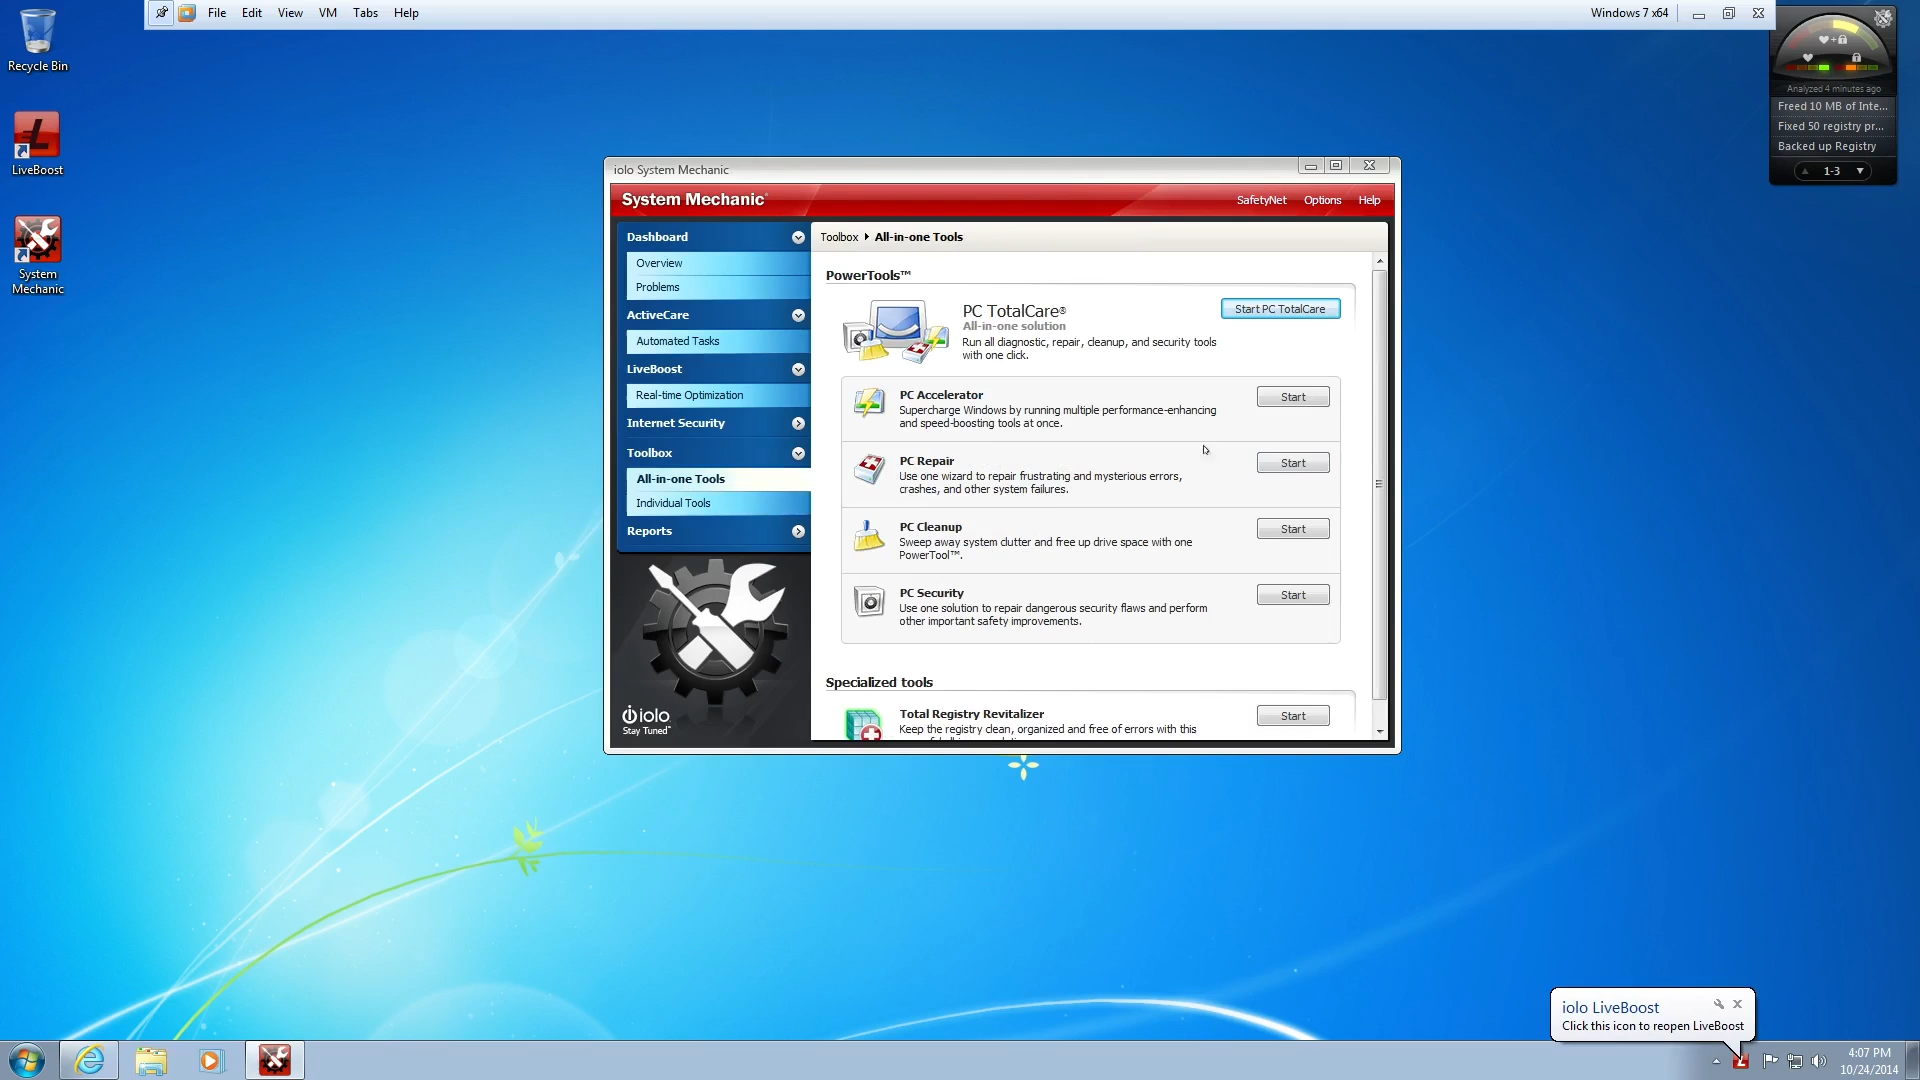 File Edit View VM Tabs Help
Windows 7 x64
Recycle Bin
LiveBoost
System
Mechanic
Analyzed 4 minutes ago
Freed 10 MB of Inte...
Fixed 50 registry pr...
Backed up Registry
1-3
iolo System Mechanic
System Mechanic
SafetyNet Options Help
Dashboard
Overview
Problems
ActiveCare
Automated Tasks
LiveBoost
Real-time Optimization
Internet Security
Toolbox
All-in-one Tools
Individual Tools
Reports
iolo
Stay Tuned™
Toolbox All-in-one Tools
PowerTools™
PC TotalCare®
All-in-one solution
Run all diagnostic, repair, cleanup, and security tools
with one click.
Start PC TotalCare
PC Accelerator
Supercharge Windows by running multiple performance-enhancing
and speed-boosting tools at once.
Start
PC Repair
Use one wizard to repair frustrating and mysterious errors,
crashes, and other system failures.
Start
PC Cleanup
Sweep away system clutter and free up drive space with one
PowerTool™.
Start
PC Security
Use one solution to repair dangerous security flaws and perform
other important safety improvements.
Start
Specialized tools
Total Registry Revitalizer
Keep the registry clean, organized and free of errors with this
Start
iolo LiveBoost
Click this icon to reopen LiveBoost
4:07 PM
10/24/2014